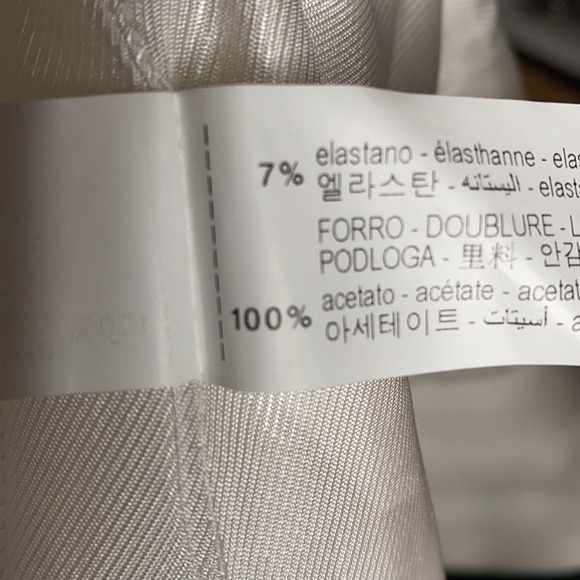 7% elastano - élasthanne - elas
엘라스탄 - اليستانه - elast
FORRO - DOUBLURE - L
PODLOGA - 里料 - 안감
100% acetato - acétate - acetat
아세테이트 - أسيتات - a